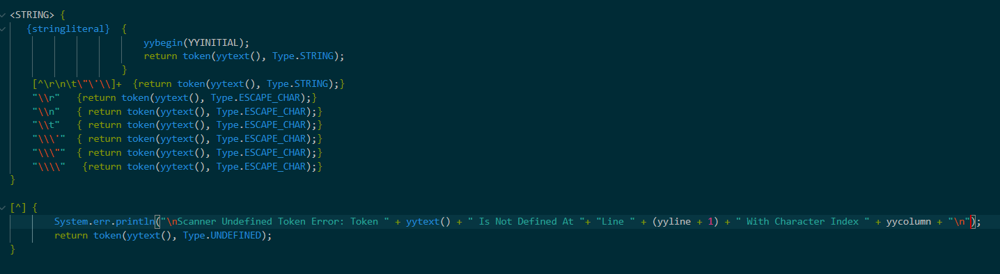 <STRING> {
   {stringliteral}  {
                        yybegin(YYINITIAL);
                        return token(yytext(), Type.STRING);
                    }
    [^\r\n\t\"\'\\]+  {return token(yytext(), Type.STRING);}
    "\\r"   {return token(yytext(), Type.ESCAPE_CHAR);}
    "\\n"   { return token(yytext(), Type.ESCAPE_CHAR);}
    "\\t"   { return token(yytext(), Type.ESCAPE_CHAR);}
    "\\\'"  { return token(yytext(), Type.ESCAPE_CHAR);}
    "\\\""  { return token(yytext(), Type.ESCAPE_CHAR);}
    "\\\\"   {return token(yytext(), Type.ESCAPE_CHAR);}
}
[^] {
        System.err.println("\nScanner Undefined Token Error: Token " + yytext() + " Is Not Defined At "+ "Line " + (yyline + 1) + " With Character Index " + yycolumn + "\n");
        return token(yytext(), Type.UNDEFINED);
}